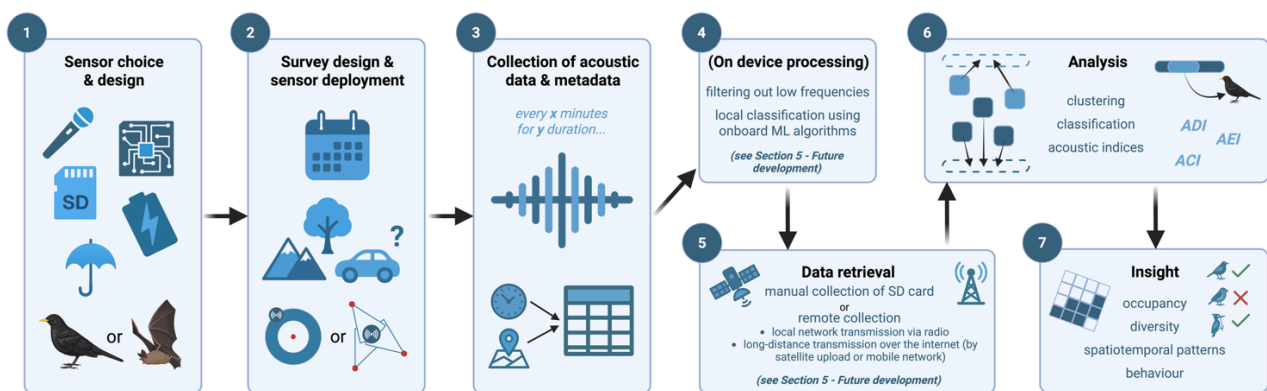 1
Sensor choice
& design
SD
or
2
Survey design &
sensor deployment
?
or
3
Collection of acoustic
data & metadata
every x minutes
for y duration...
4
(On device processing)
filtering out low frequencies
local classification using
onboard ML algorithms
(see Section 5 - Future
development)
5
Data retrieval
manual collection of SD card
or
remote collection
• local network transmission via radio
• long-distance transmission over the internet (by
satellite upload or mobile network)
(see Section 5 - Future development)
6
Analysis
clustering
classification
acoustic indices
ADI
AEI
ACI
7
Insight
occupancy
diversity
spatiotemporal patterns
behaviour